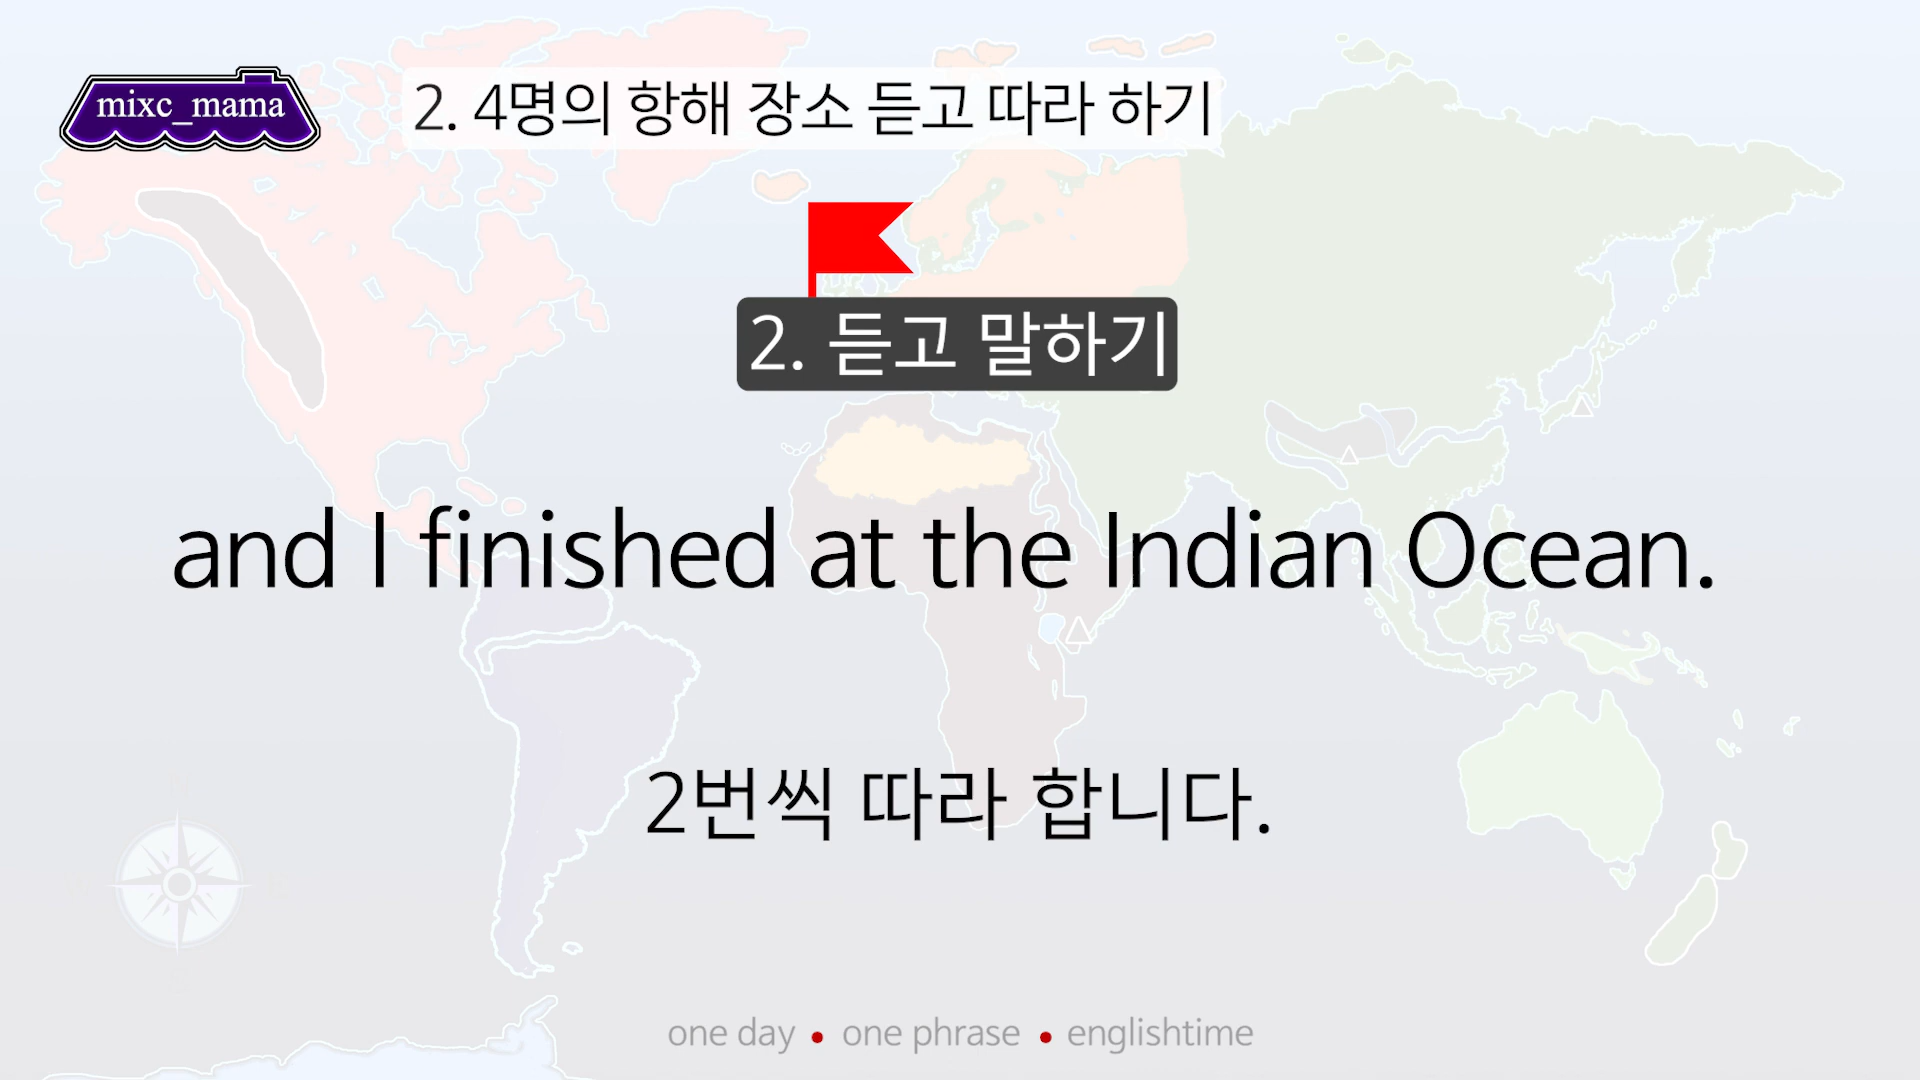 mixc_mama
2. 4명의 항해 장소 듣고 따라 하기
2. 듣고 말하기
and I finished at the Indian Ocean.
2번씩 따라 합니다.
one day • one phrase • englishtime